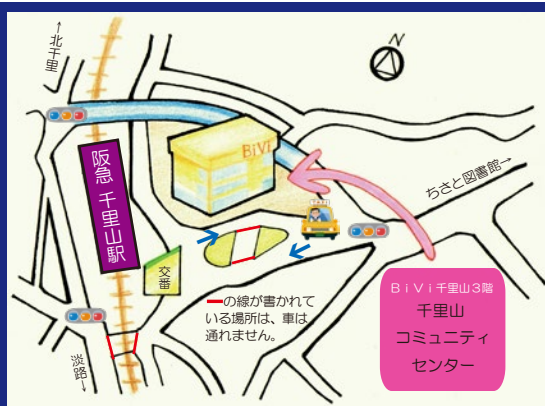 ←北千里
N
BiVi
阪急 千里山駅
ちさと図書館→
TAXI
交番
BiVi千里山3階
千里山
コミュニティ
センター
━の線が書かれて
いる場所は、車は
通れません。
淡路→